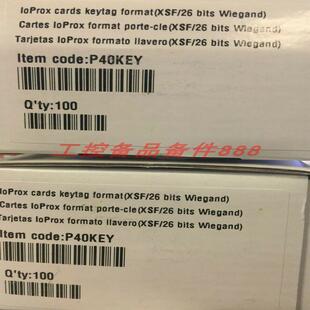 IoProx cards keytag format(XSF/26 bits Wiegand)
Cartes IoProx format porte-cle(XSF/26 bits Wiegand)
Tarjetas IoProx formato llavero(XSF/26 bits Wiegand)
Item code:P40KEY
Q'ty:100
工控备品备件888
IoProx cards keytag format(XSF/26 bits Wiegand)
Cartes IoProx format porte-cle(XSF/26 bits Wiegand)
Tarjetas IoProx formato llavero(XSF/26 bits Wiegand)
Item code:P40KEY
Q'ty:100